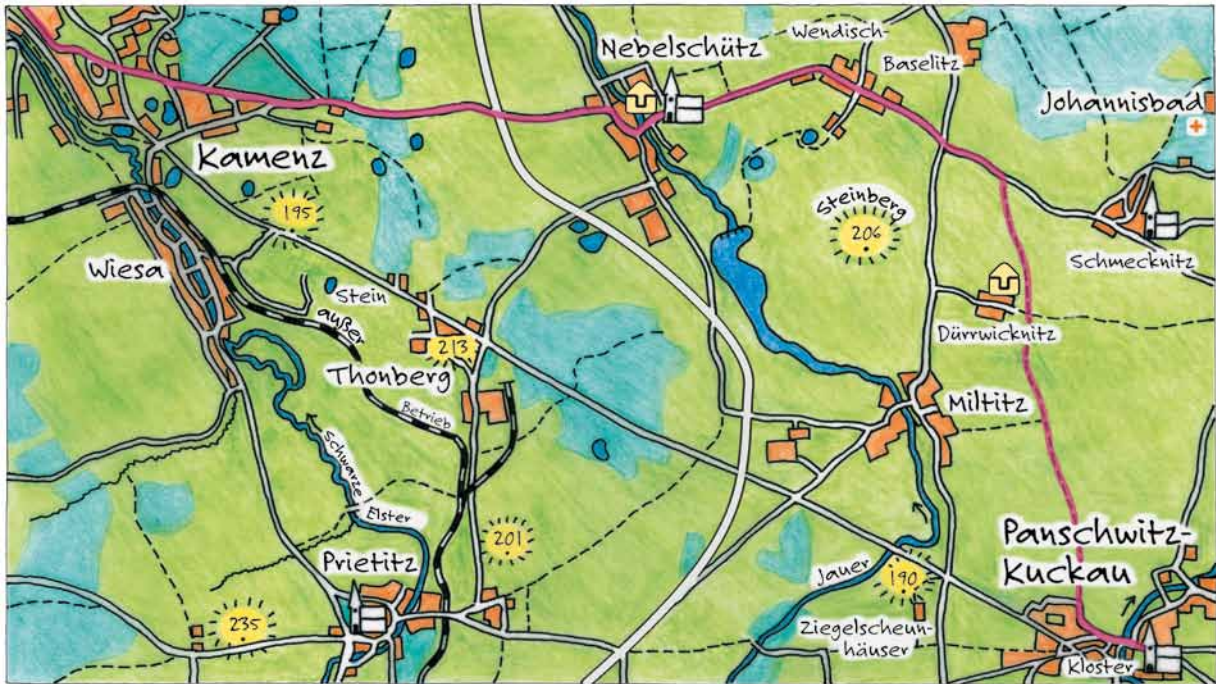 Wendisch-
Nebelschütz
Baselitz
Johannisbad
Kamenz
195
Steinberg
206
Wiesa
Schmecknitz
Stein
außer
213
Dürrwicknitz
Thonberg
Betrieb
Miltitz
Schwarze
Elster
201
Panschwitz-
Kuckau
Prietitz
Jauer
190
235
Ziegelscheun-
häuser
Kloster